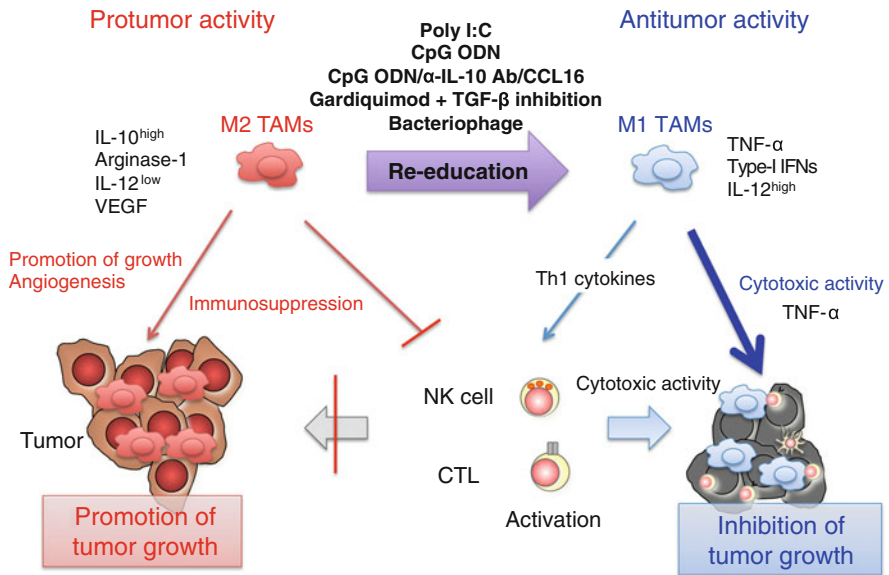 Protumor activity
Antitumor activity
Poly I:C
CpG ODN
CpG ODN/α-IL-10 Ab/CCL16
Gardiquimod + TGF-β inhibition
Bacteriophage
M2 TAMs
M1 TAMs
IL-10high
Arginase-1
IL-12low
VEGF
Re-education
TNF-α
Type-I IFNs
IL-12high
Promotion of growth
Angiogenesis
Immunosuppression
Th1 cytokines
Cytotoxic activity
TNF-α
NK cell
Cytotoxic activity
Tumor
CTL
Activation
Promotion of
tumor growth
Inhibition of
tumor growth